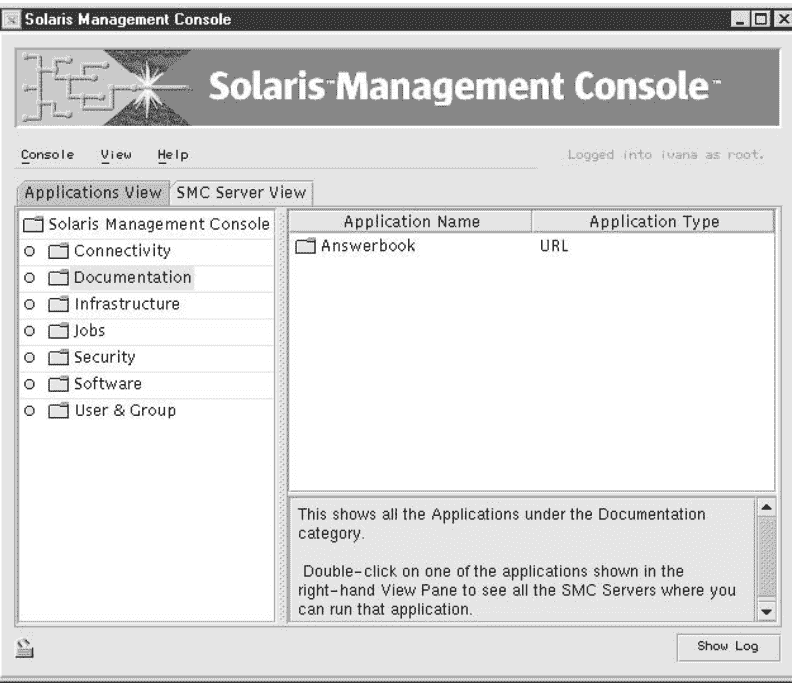 Solaris Management Console
Solaris™Management Console™
Console View Help
Logged into ivana as root.
Applications View SMC Server View
Solaris Management Console
Connectivity
Documentation
Infrastructure
Jobs
Security
Software
User & Group
Application Name Application Type
Answerbook URL
This shows all the Applications under the Documentation
category.
Double-click on one of the applications shown in the
right-hand View Pane to see all the SMC Servers where you
can run that application.
Show Log